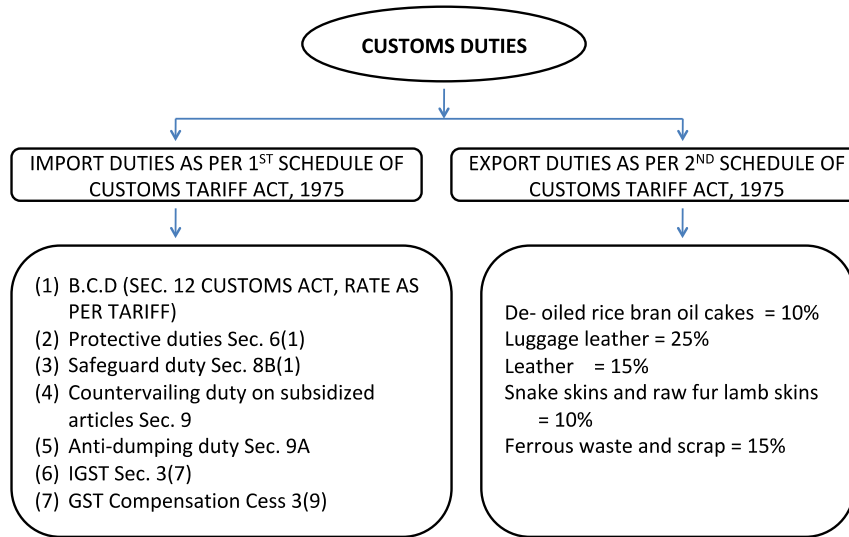 CUSTOMS DUTIES
IMPORT DUTIES AS PER 1ST SCHEDULE OF
CUSTOMS TARIFF ACT, 1975
EXPORT DUTIES AS PER 2ND SCHEDULE OF
CUSTOMS TARIFF ACT, 1975
(1) B.C.D (SEC. 12 CUSTOMS ACT, RATE AS
PER TARIFF)
(2) Protective duties Sec. 6(1)
(3) Safeguard duty Sec. 8B(1)
(4) Countervailing duty on subsidized
articles Sec. 9
(5) Anti-dumping duty Sec. 9A
(6) IGST Sec. 3(7)
(7) GST Compensation Cess 3(9)
De- oiled rice bran oil cakes = 10%
Luggage leather = 25%
Leather = 15%
Snake skins and raw fur lamb skins
= 10%
Ferrous waste and scrap = 15%